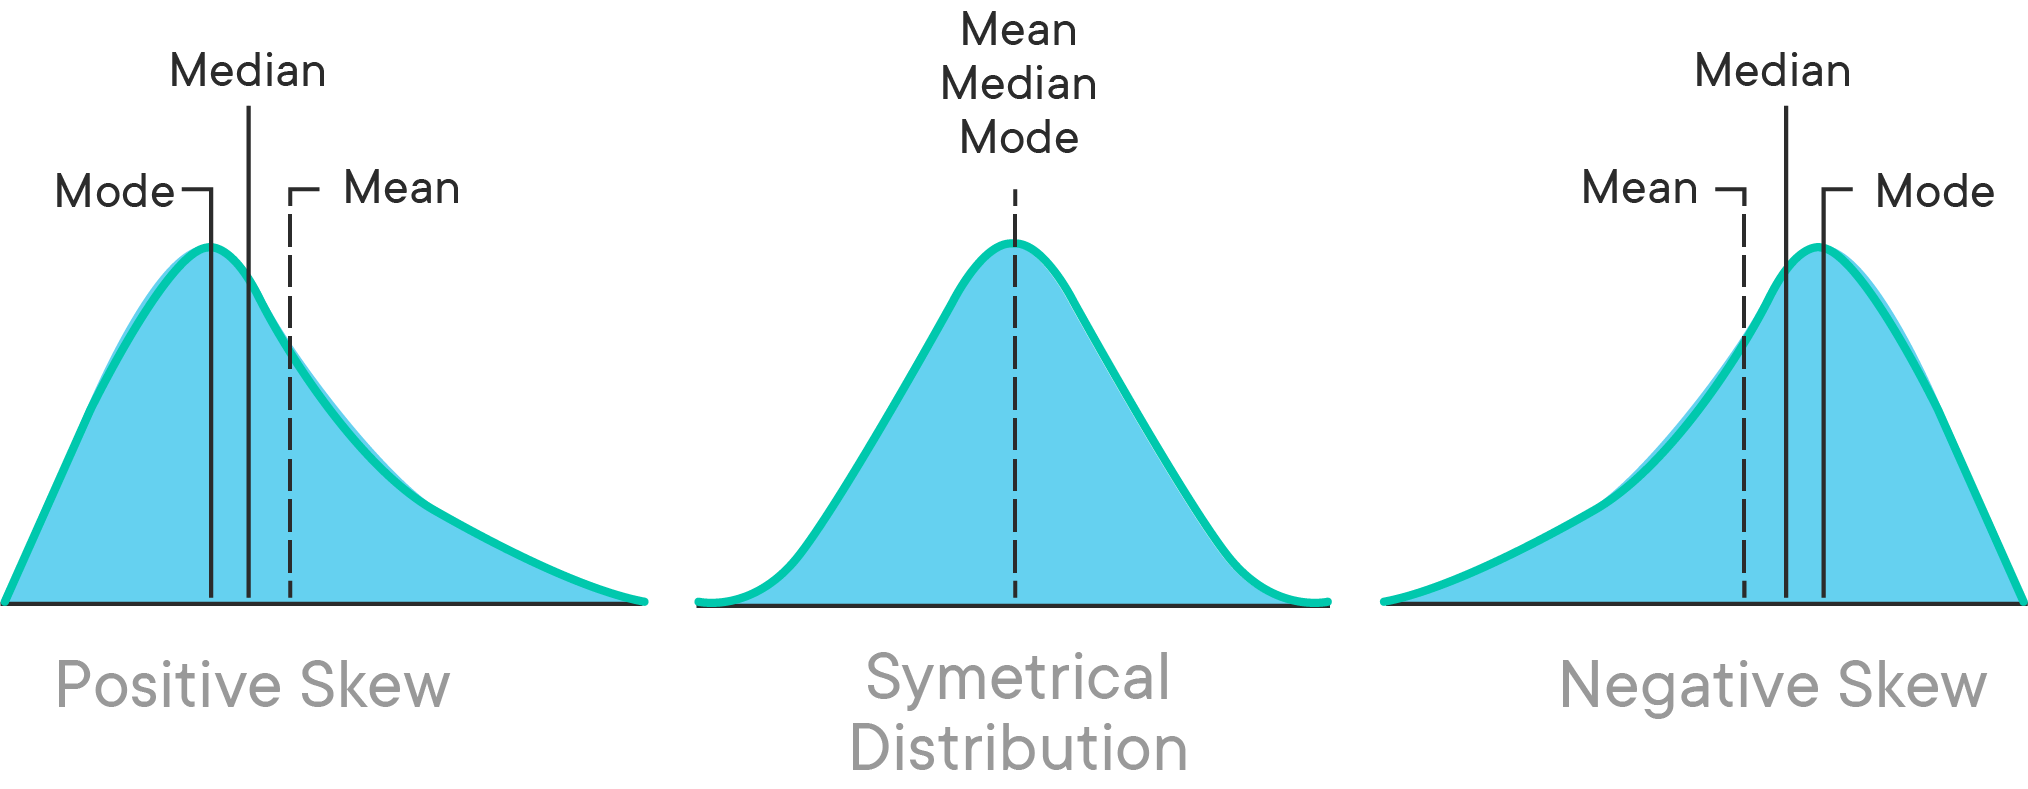 Median
Mode
Mean
Positive Skew
Mean
Median
Mode
Symetrical
Distribution
Median
Mean
Mode
Negative Skew